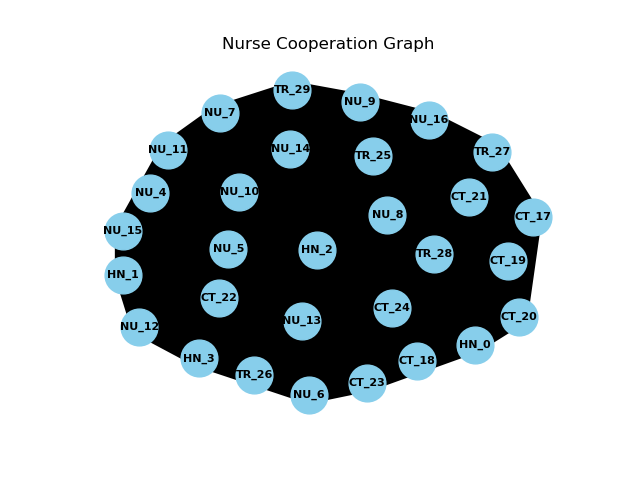 Nurse Cooperation Graph
TR_29
NU_9
NU_7
NU_16
NU_14
NU_11
TR_27
TR_25
NU_10
NU_4
CT_21
NU_8
CT_17
NU_15
NU_5
HN_2
TR_28
CT_19
HN_1
CT_22
CT_24
CT_20
NU_13
NU_12
HN_0
HN_3
CT_18
TR_26
CT_23
NU_6